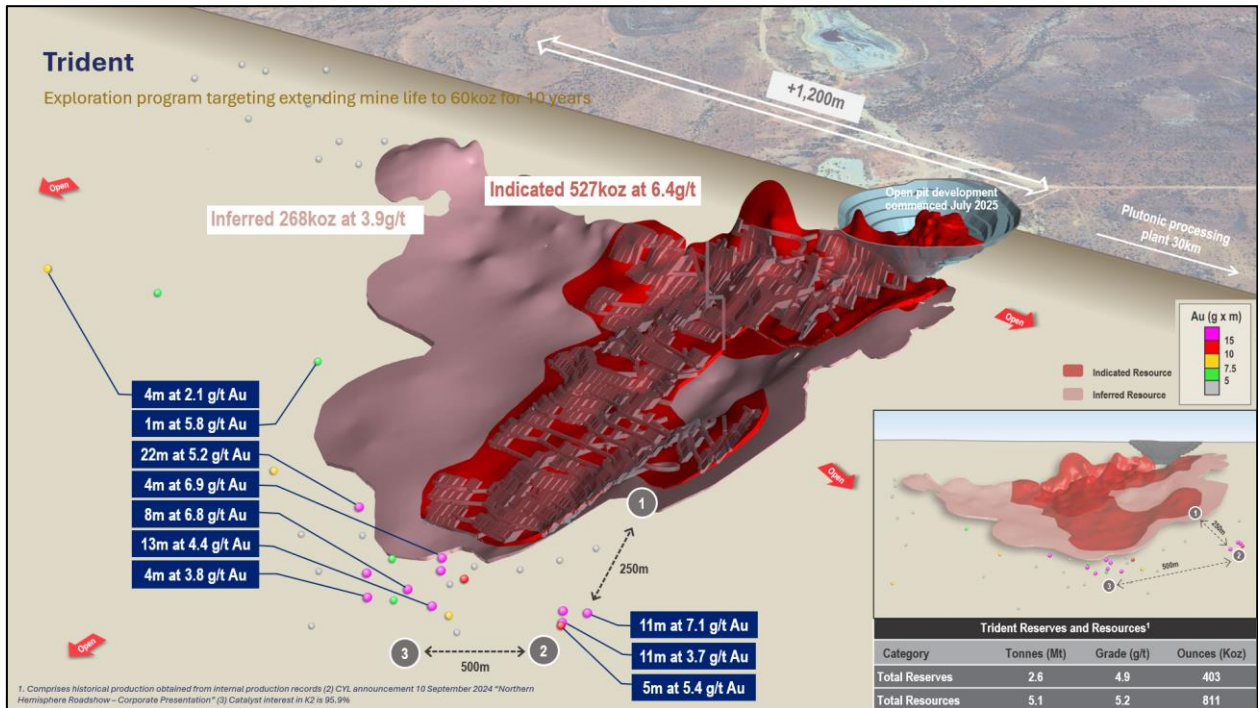 Trident
Exploration program targeting extending mine life to 60koz for 10 years
+1,200m
Open
Indicated 527koz at 6.4g/t
Inferred 268koz at 3.9g/t
Open pit development
commenced July 2025
Plutonic processing
plant 30km
Open
Au (g x m)
15
10
7.5
5
Indicated Resource
Inferred Resource
4m at 2.1 g/t Au
1m at 5.8 g/t Au
22m at 5.2 g/t Au
4m at 6.9 g/t Au
8m at 6.8 g/t Au
13m at 4.4 g/t Au
4m at 3.8 g/t Au
Open
1
250m
11m at 7.1 g/t Au
11m at 3.7 g/t Au
5m at 5.4 g/t Au
3
500m
2
Open
1
250m
2
500m
3
Trident Reserves and Resources¹
Category Tonnes (Mt) Grade (g/t) Ounces (Koz)
Total Reserves 2.6 4.9 403
Total Resources 5.1 5.2 811
1. Comprises historical production obtained from internal production records (2) CYL announcement 10 September 2024 "Northern
Hemisphere Roadshow – Corporate Presentation" (3) Catalyst interest in K2 is 95.9%